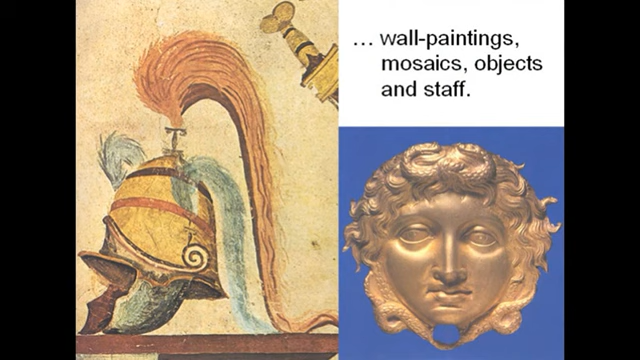 ... wall-paintings,
mosaics, objects
and staff.